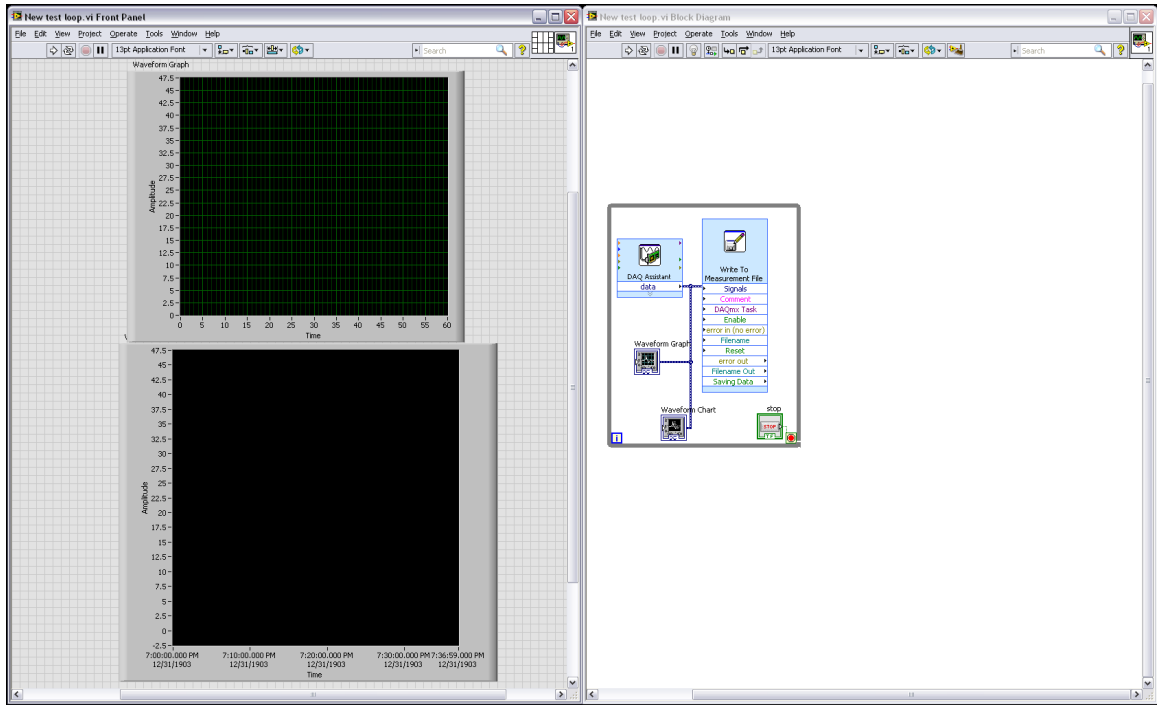 New test loop.vi Front Panel
File Edit View Project Operate Tools Window Help
13pt Application Font
Search
Waveform Graph
47.5
45
42.5
40
37.5
35
32.5
30
27.5
25
22.5
20
17.5
15
12.5
10
7.5
5
2.5
0
Amplitude
0 5 10 15 20 25 30 35 40 45 50 55 60
Time
47.5
45
42.5
40
37.5
35
32.5
30
27.5
25
22.5
20
17.5
15
12.5
10
7.5
5
2.5
0
-2.5
Amplitude
7:00:00.000 PM 7:10:00.000 PM 7:20:00.000 PM 7:30:00.000 PM 7:36:59.000 PM
12/31/1903 12/31/1903 12/31/1903 12/31/1903 12/31/1903
Time
New test loop.vi Block Diagram
File Edit View Project Operate Tools Window Help
13pt Application Font
Search
DAQ Assistant
data
Write To
Measurement File
Signals
Comment
DAQmx Task
Enable
error in (no error)
Filename
Reset
error out
Filename Out
Saving Data
Waveform Graph
Waveform Chart
stop
STOP
TF
i